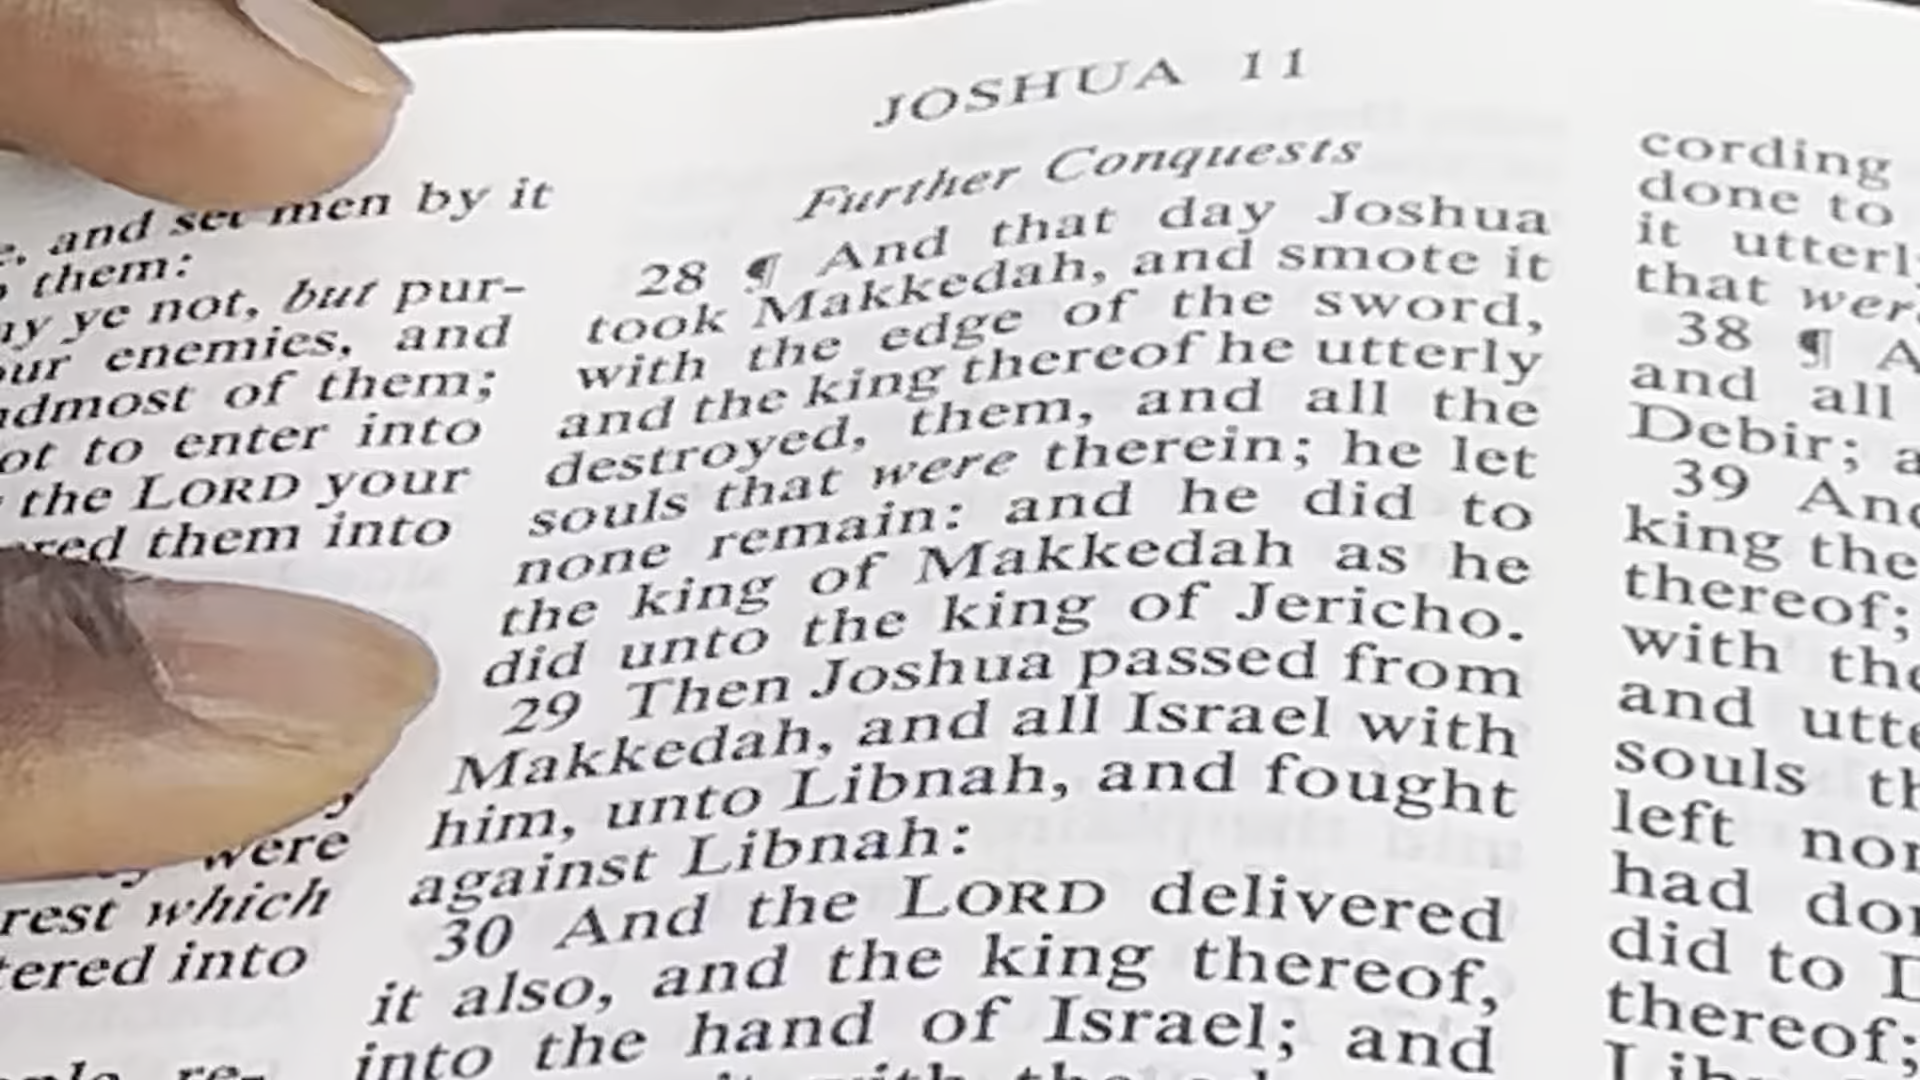 JOSHUA 11
and set men by it
them:
ye not, but pur-
enemies, and
of them;
to enter into
the LORD your
them into
were
rest which
into
re-
Further Conquests
28 ¶ And that day Joshua
took Makkedah, and smote it
with the edge of the sword,
and the king thereof he utterly
destroyed, them, and all the
souls that were therein; he let
none remain: and he did to
the king of Makkedah as he
did unto the king of Jericho.
29 Then Joshua passed from
Makkedah, and all Israel with
him, unto Libnah, and fought
against Libnah:
30 And the LORD delivered
it also, and the king thereof,
into the hand of Israel; and
it with the
cording
done to
it
that
38 ¶
and all
Debir;
39
king
thereof;
with
and
souls
left
had
did to
thereof;